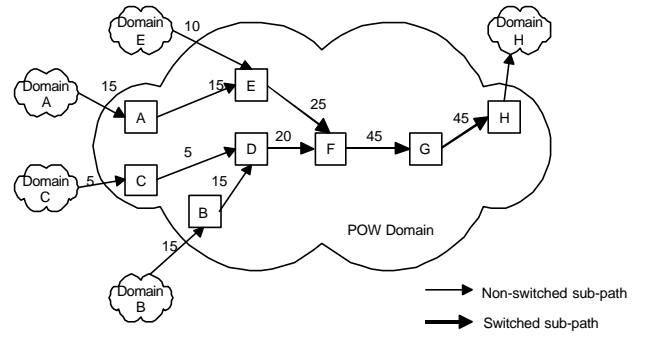 Domain
E
10
Domain
H
Domain
A
15
15
E
25
A
20
45
45
H
5
D
F
G
Domain
C
5
C
15
B
POW Domain
15
Domain
B
Non-switched sub-path
Switched sub-path